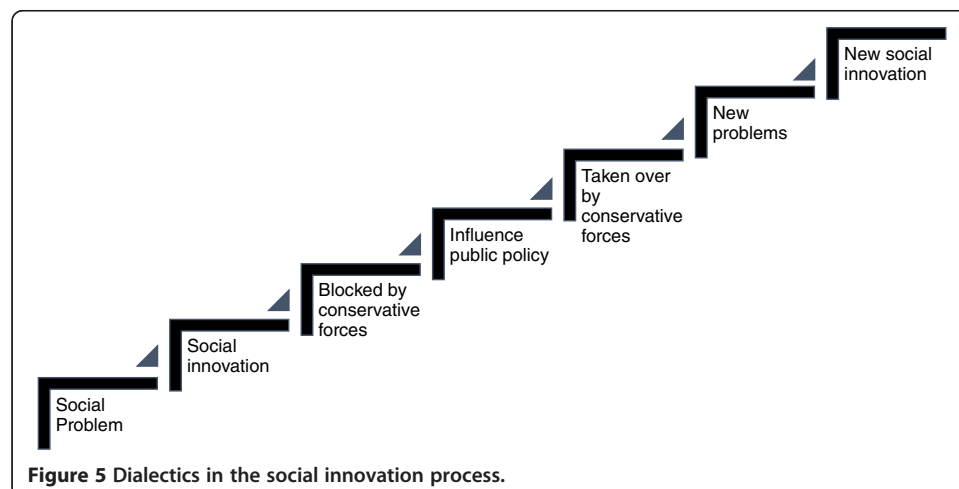 Social
Problem
Social
innovation
Blocked by
conservative
forces
Influence
public policy
Taken over
by
conservative
forces
New
problems
New social
innovation
Figure 5 Dialectics in the social innovation process.